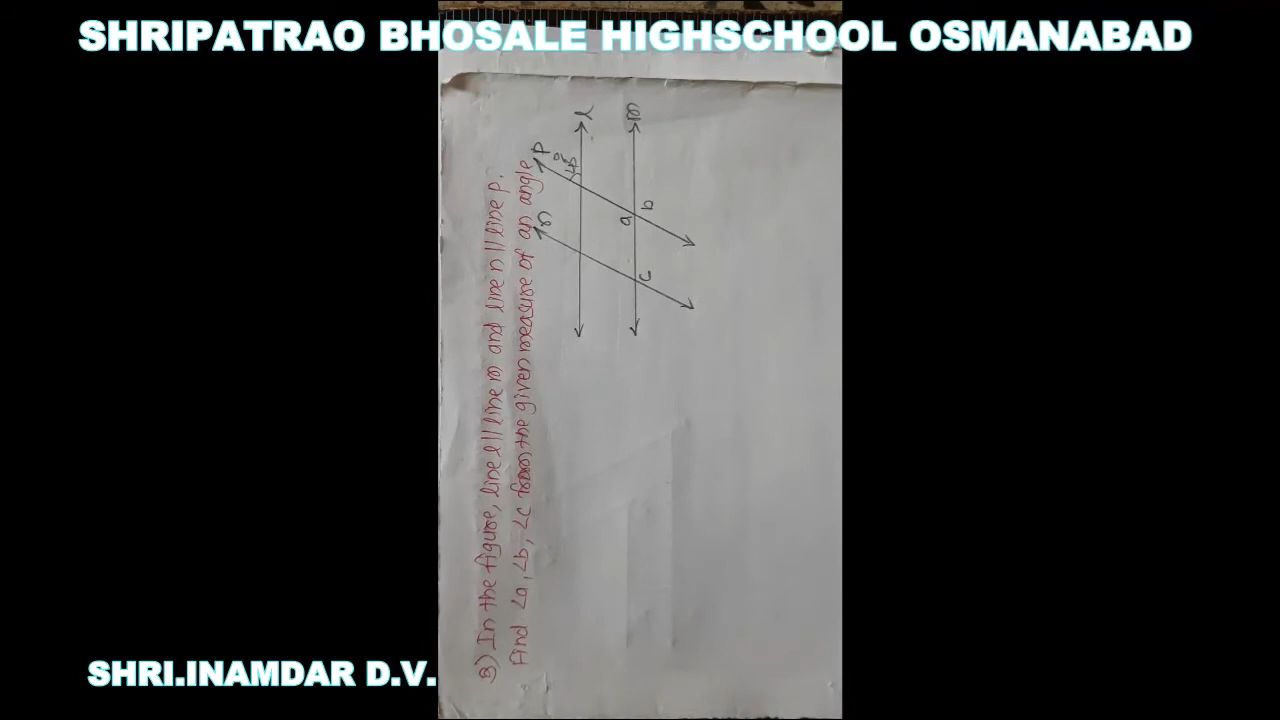 SHRIPATRAO BHOSALE HIGHSCHOOL OSMANABAD
3) In the figure, line l || line m and line n || line p.
Find ∠a, ∠b, ∠c from the given measure of an angle
n
p
45°
l
a
b
c
m
SHRI.INAMDAR D.V.